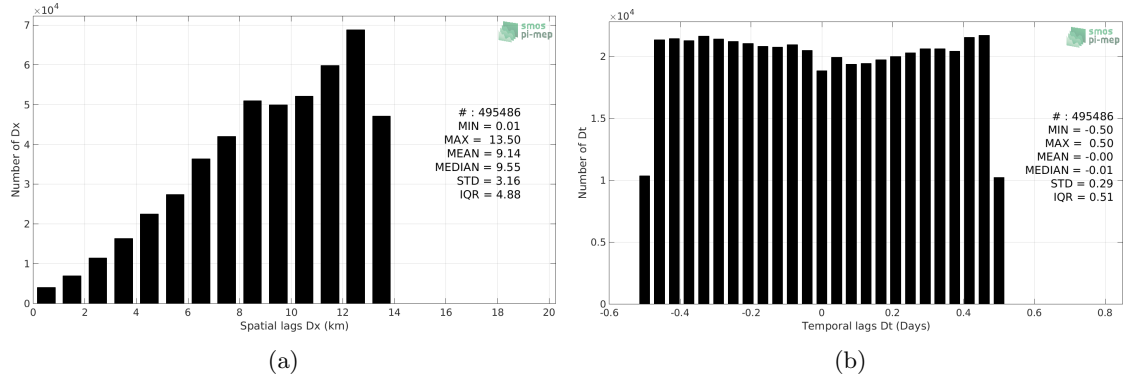 ×10⁴
7
6
5
4
3
2
1
0
Number of Dx
0 2 4 6 8 10 12 14 16 18 20
Spatial lags Dx (km)
smos
pi-mep
# : 495486
MIN = 0.01
MAX = 13.50
MEAN = 9.14
MEDIAN = 9.55
STD = 3.16
IQR = 4.88
(a)
×10⁴
2
1.5
1
0.5
0
Number of Dt
-0.6 -0.4 -0.2 0 0.2 0.4 0.6 0.8
Temporal lags Dt (Days)
smos
pi-mep
# : 495486
MIN = -0.50
MAX = 0.50
MEAN = -0.00
MEDIAN = -0.01
STD = 0.29
IQR = 0.51
(b)